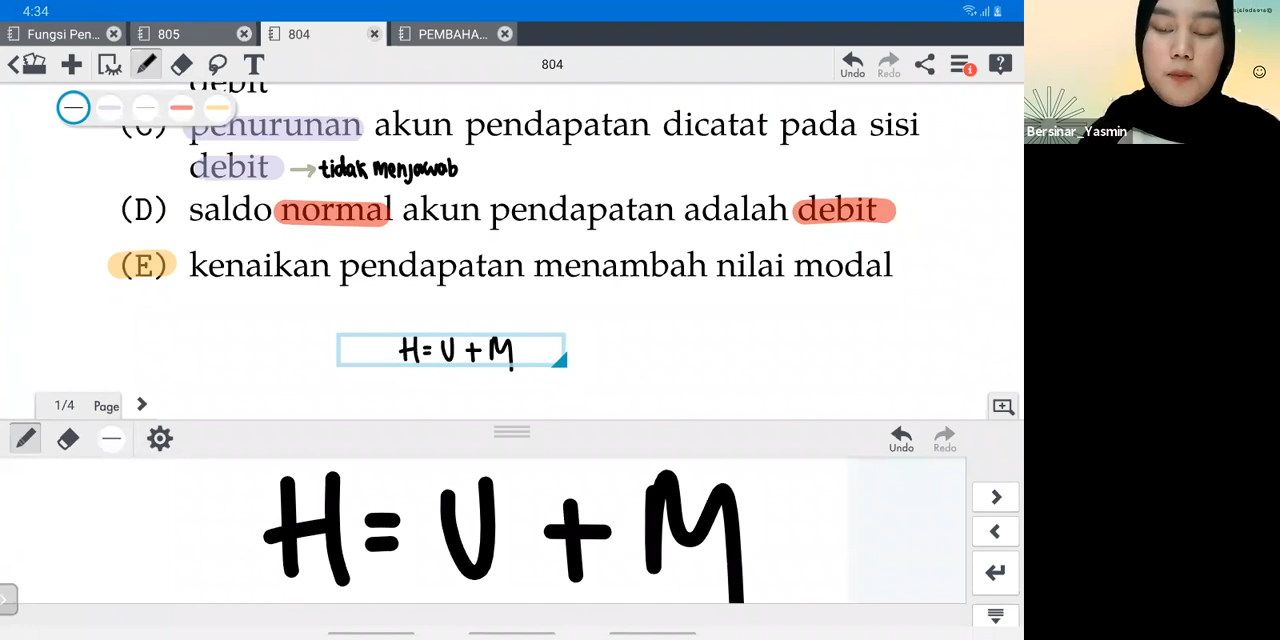 4:34
Fungsi Pen...
805
804
PEMBAHA...
T
804
Undo
Redo
debit
(C) penurunan akun pendapatan dicatat pada sisi
debit → tidak menjawab
(D) saldo normal akun pendapatan adalah debit
(E) kenaikan pendapatan menambah nilai modal
H = U + M
1/4 Page
Undo
Redo
H = U + M
Bersinar_Yasmin